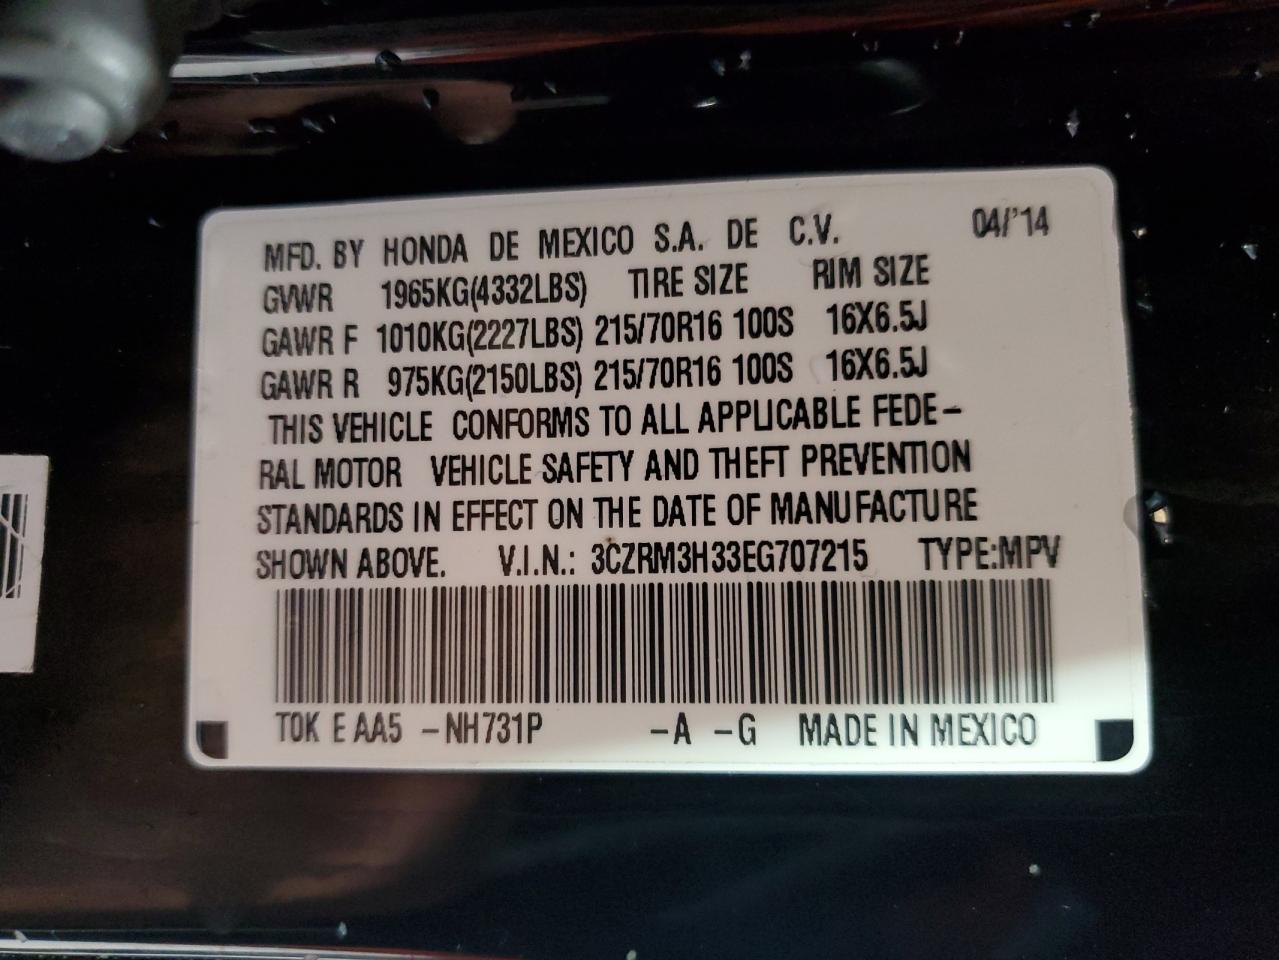 MFD. BY HONDA DE MEXICO S.A. DE C.V. 04/'14
GVWR 1965KG(4332LBS) TIRE SIZE RIM SIZE
GAWR F 1010KG(2227LBS) 215/70R16 100S 16X6.5J
GAWR R 975KG(2150LBS) 215/70R16 100S 16X6.5J
THIS VEHICLE CONFORMS TO ALL APPLICABLE FEDE-
RAL MOTOR VEHICLE SAFETY AND THEFT PREVENTION
STANDARDS IN EFFECT ON THE DATE OF MANUFACTURE
SHOWN ABOVE. V.I.N.: 3CZRM3H33EG707215 TYPE:MPV
T0K E AA5 -NH731P -A -G MADE IN MEXICO